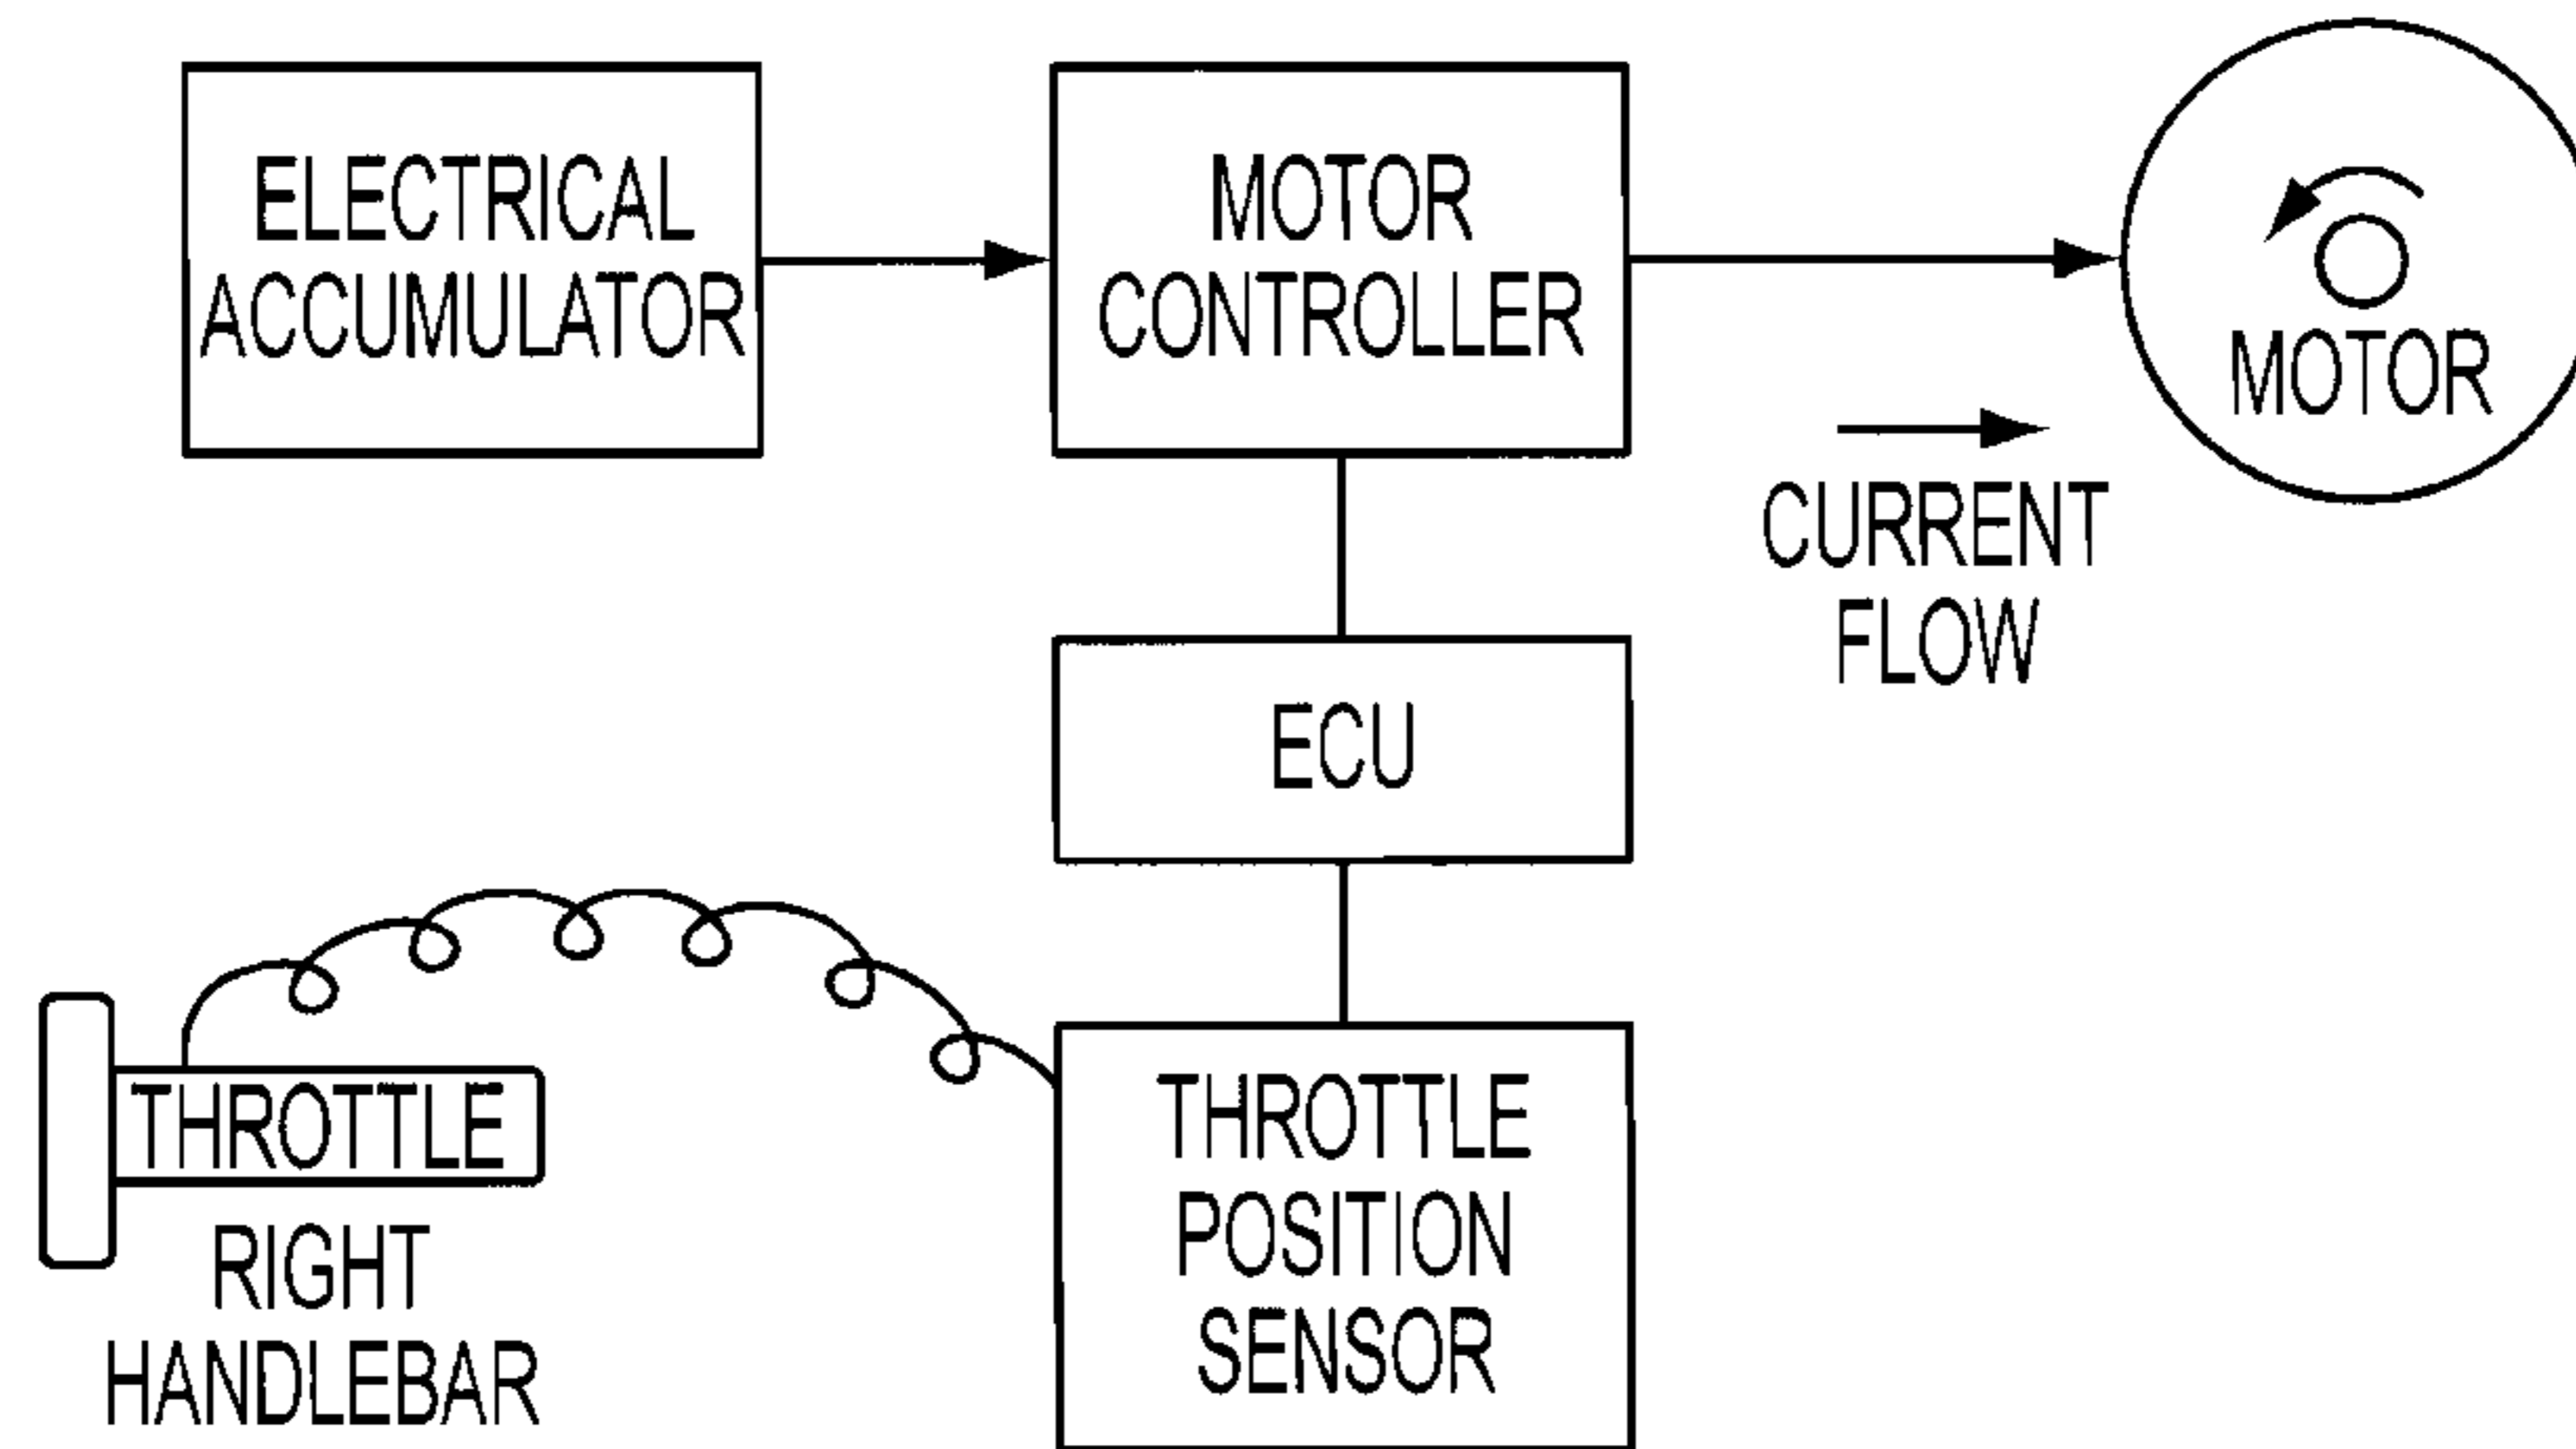 ELECTRICAL
ACCUMULATOR
MOTOR
CONTROLLER
MOTOR
CURRENT
FLOW
ECU
THROTTLE
RIGHT
HANDLEBAR
THROTTLE
POSITION
SENSOR